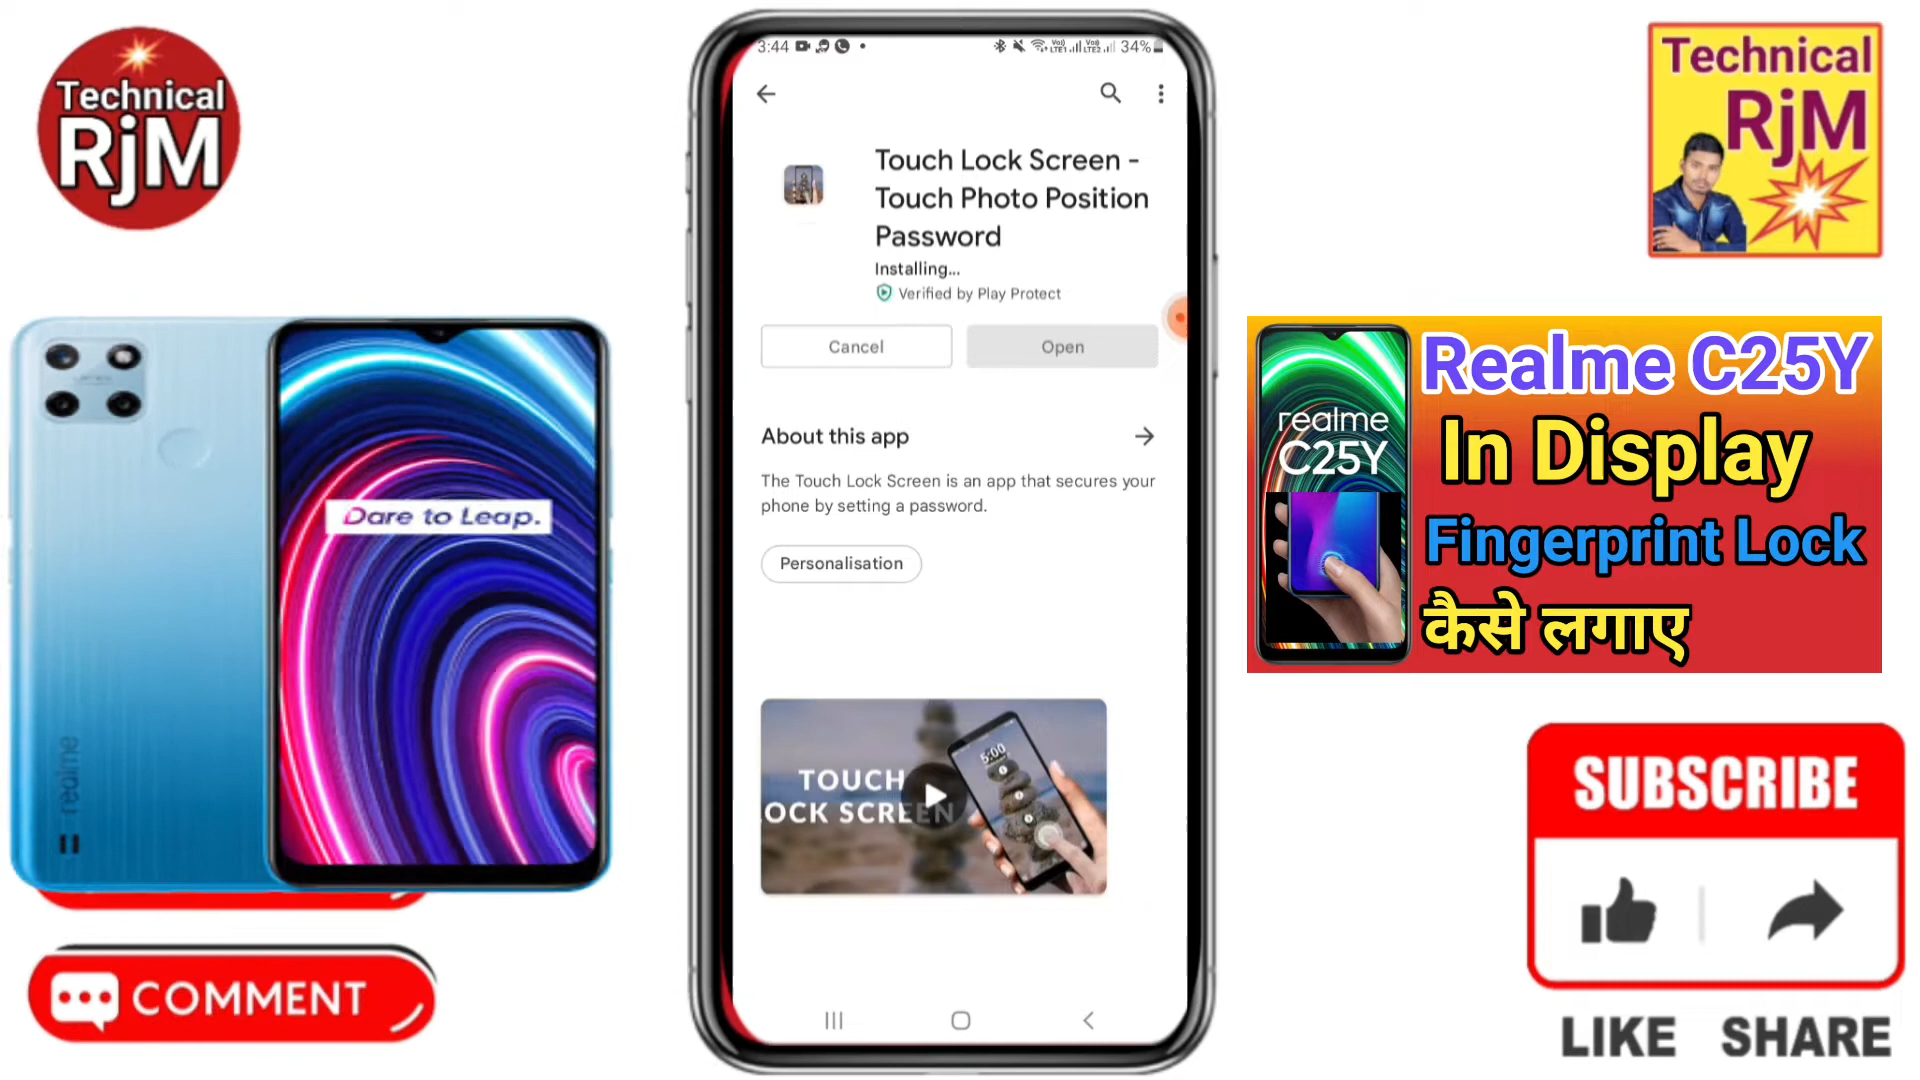 Technical
RjM
3:44
34%
Touch Lock Screen -
Touch Photo Position
Password
Installing...
Verified by Play Protect
Cancel
Open
About this app
The Touch Lock Screen is an app that secures your
phone by setting a password.
Personalisation
TOUCH
LOCK SCREEN
5:00
Dare to Leap.
realme
COMMENT
Technical
RjM
Realme C25Y
In Display
Fingerprint Lock
कैसे लगाए
realme
C25Y
SUBSCRIBE
LIKE SHARE